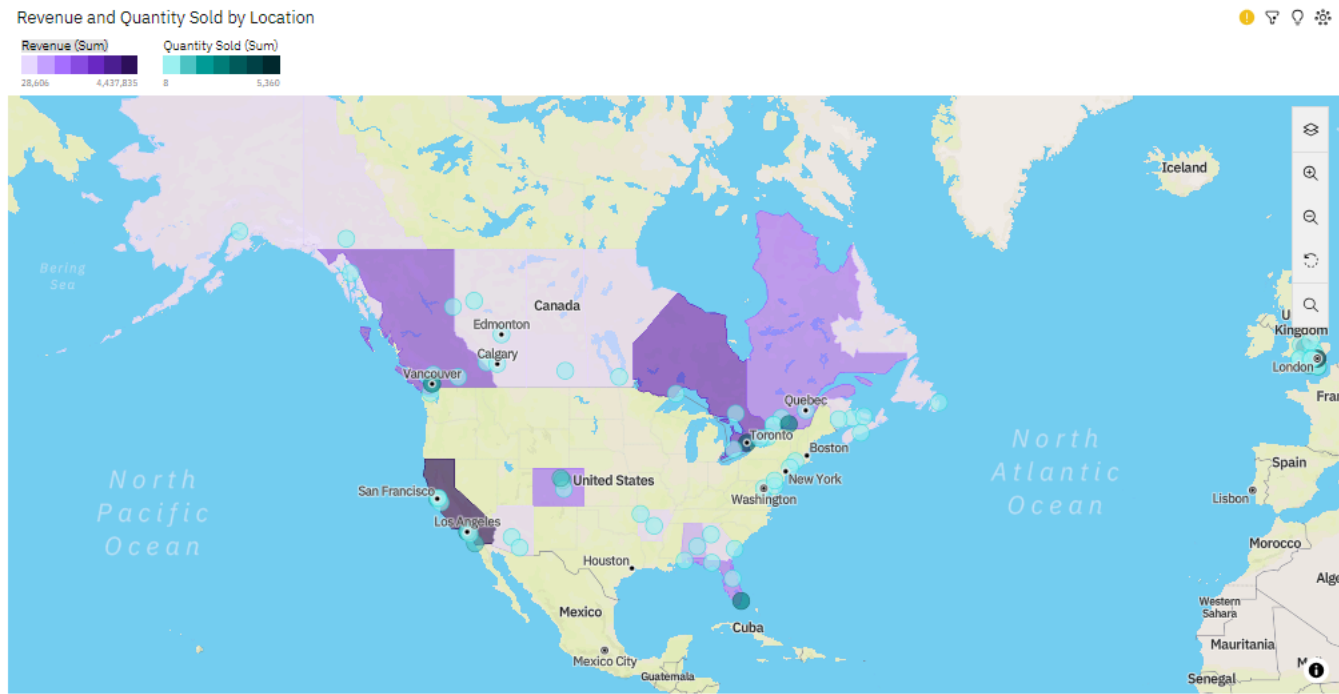 Revenue and Quantity Sold by Location
Revenue (Sum)
Quantity Sold (Sum)
28,606
4,437,835
8
5,360
Iceland
Bering
Sea
Canada
Edmonton
Calgary
Vancouver
Kingdom
London
Quebec
Toronto
Boston
North
Atlantic
Ocean
Spain
Lisbon
United States
New York
Washington
San Francisco
Los Angeles
North
Pacific
Ocean
Morocco
Houston
Mexico
Cuba
Western
Sahara
Mauritania
Mexico City
Guatemala
Senegal